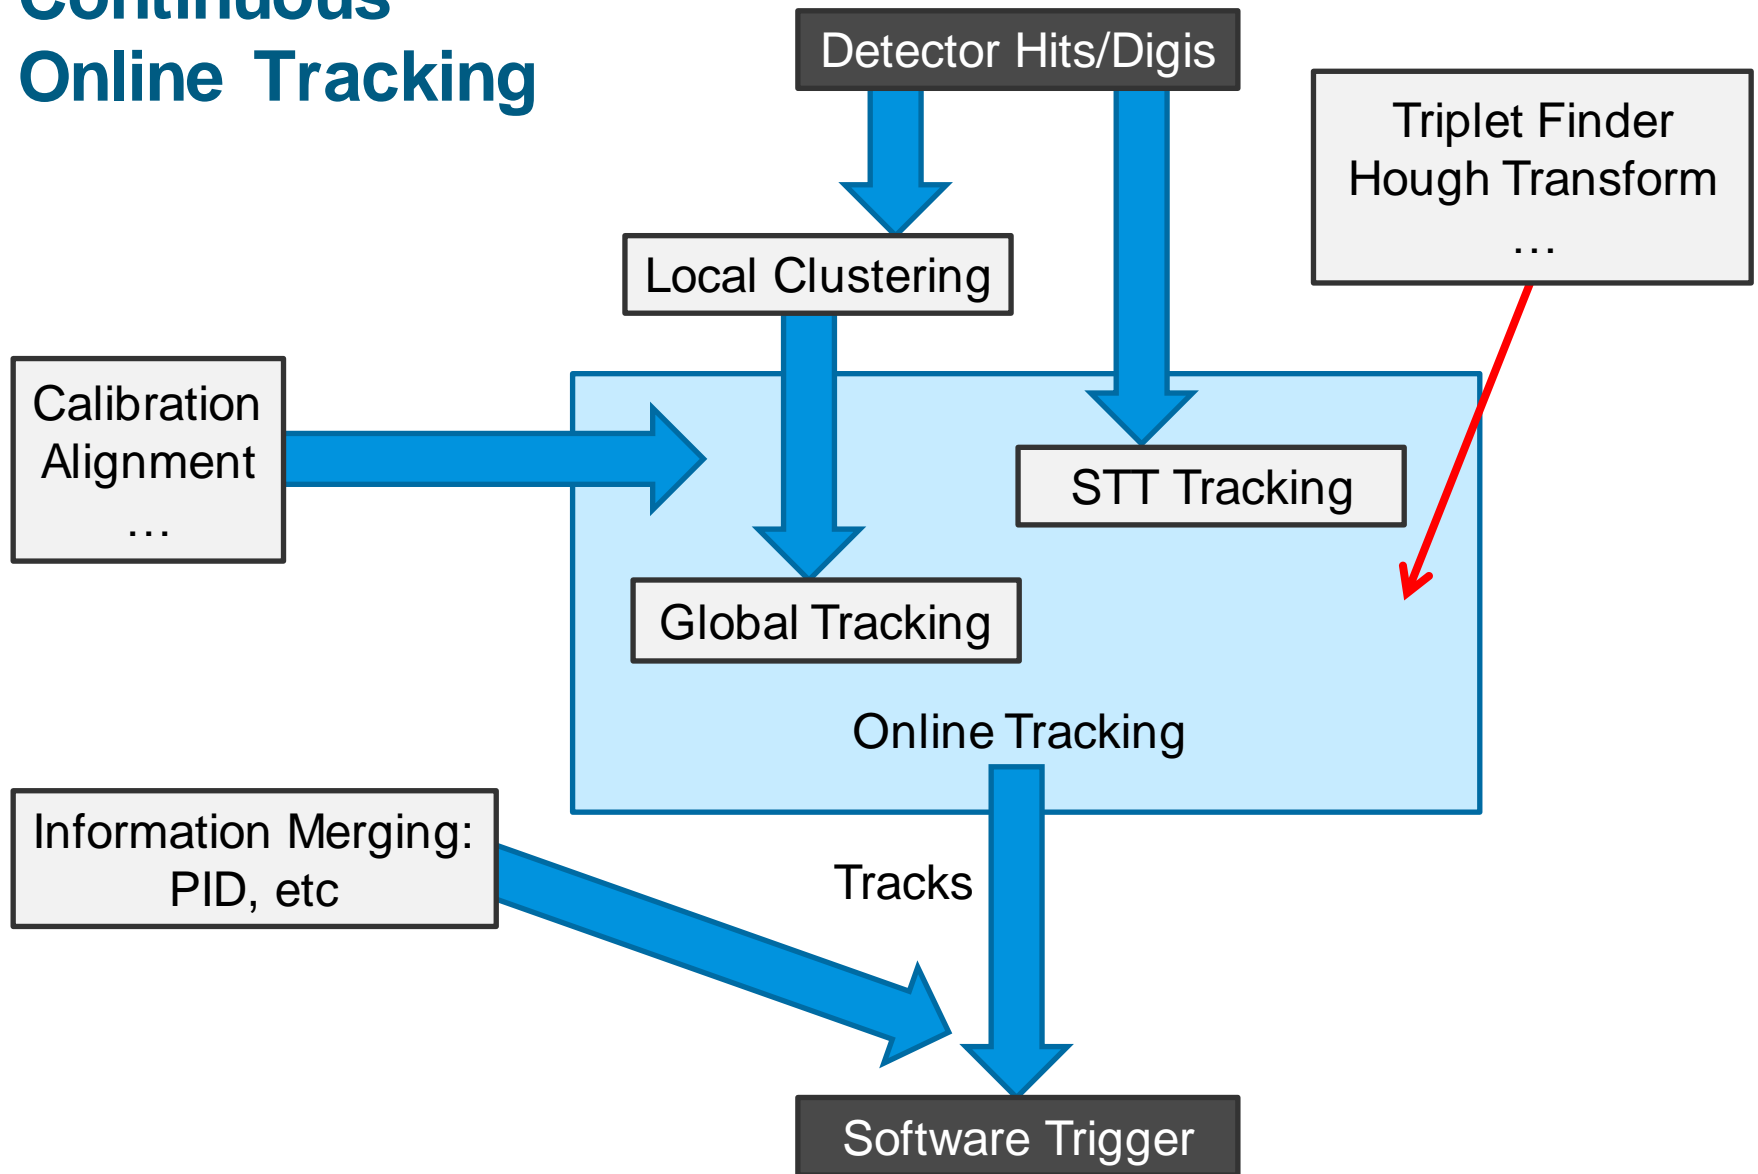 Continuous
Online Tracking
Detector Hits/Digis
Triplet Finder
Hough Transform
…
Local Clustering
Calibration
Alignment
…
STT Tracking
Global Tracking
Online Tracking
Information Merging:
PID, etc
Tracks
Software Trigger